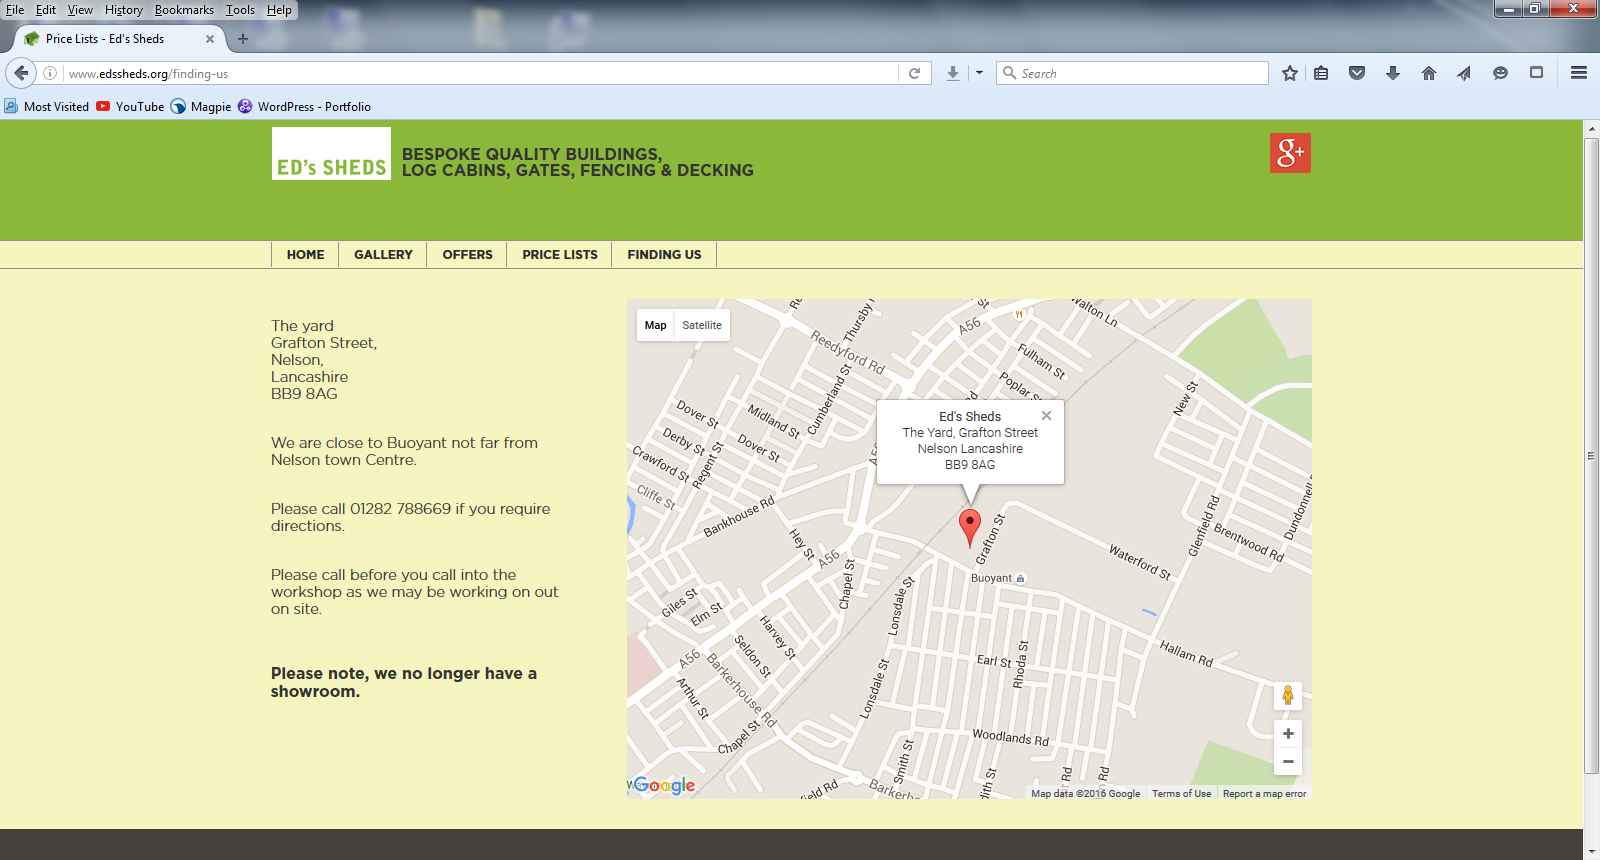 File Edit View History Bookmarks Tools Help
Price Lists - Ed's Sheds
www.edssheds.org/finding-us
Search
Most Visited YouTube Magpie WordPress - Portfolio
ED's SHEDS
BESPOKE QUALITY BUILDINGS,
LOG CABINS, GATES, FENCING & DECKING
g+
HOME GALLERY OFFERS PRICE LISTS FINDING US
The yard
Grafton Street,
Nelson,
Lancashire
BB9 8AG
We are close to Buoyant not far from
Nelson town Centre.
Please call 01282 788669 if you require
directions.
Please call before you call into the
workshop as we may be working on out
on site.
Please note, we no longer have a
showroom.
Map Satellite
Ed's Sheds
The Yard, Grafton Street
Nelson Lancashire
BB9 8AG
Walton Ln
A56
Thursby
Reedyford Rd
Fulham St
Poplar St
New St
Cumberland St
Dover St
Midland St
Derby St
Dover St
Crawford St
Regent St
Cliffe St
Bankhouse Rd
Hey St
A56
Chapel St
Grafton St
Buoyant
Waterford St
Glenfield Rd
Brentwood Rd
Dundonnell
Giles St
Elm St
Harvey St
Seldon St
Lonsdale St
Hallam Rd
Earl St
Rhoda St
A56
Barkerhouse Rd
Arthur St
Lonsdale St
Chapel St
Woodlands Rd
Smith St
Google
Map data ©2016 Google Terms of Use Report a map error